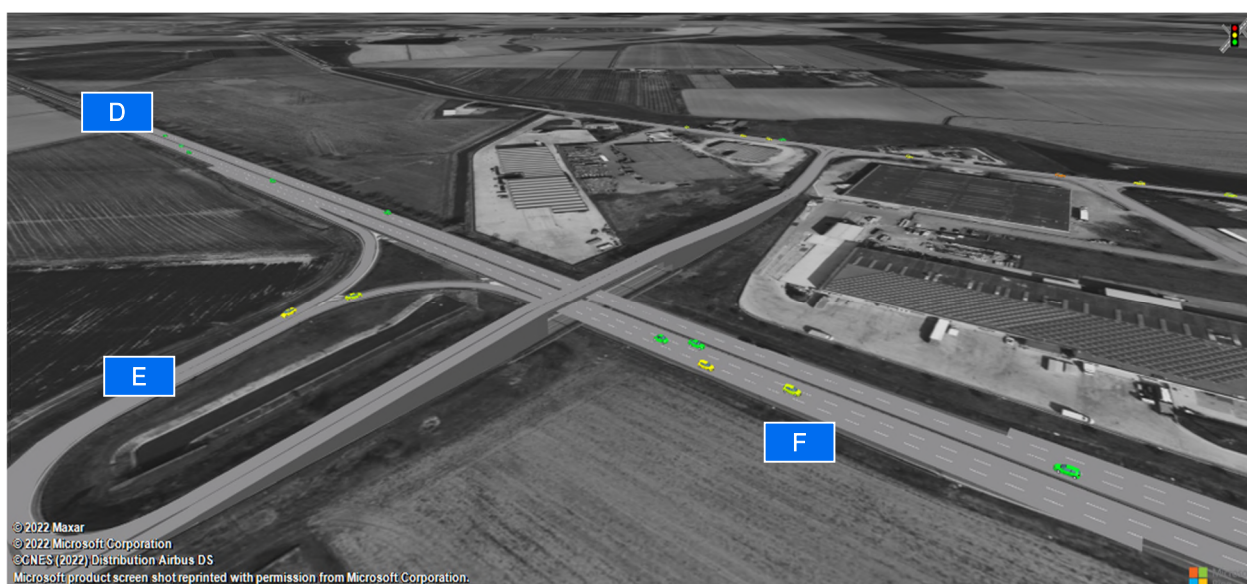 D
E
F
© 2022 Maxar
© 2022 Microsoft Corporation
©CNES (2022) Distribution Airbus DS
Microsoft product screen shot reprinted with permission from Microsoft Corporation.